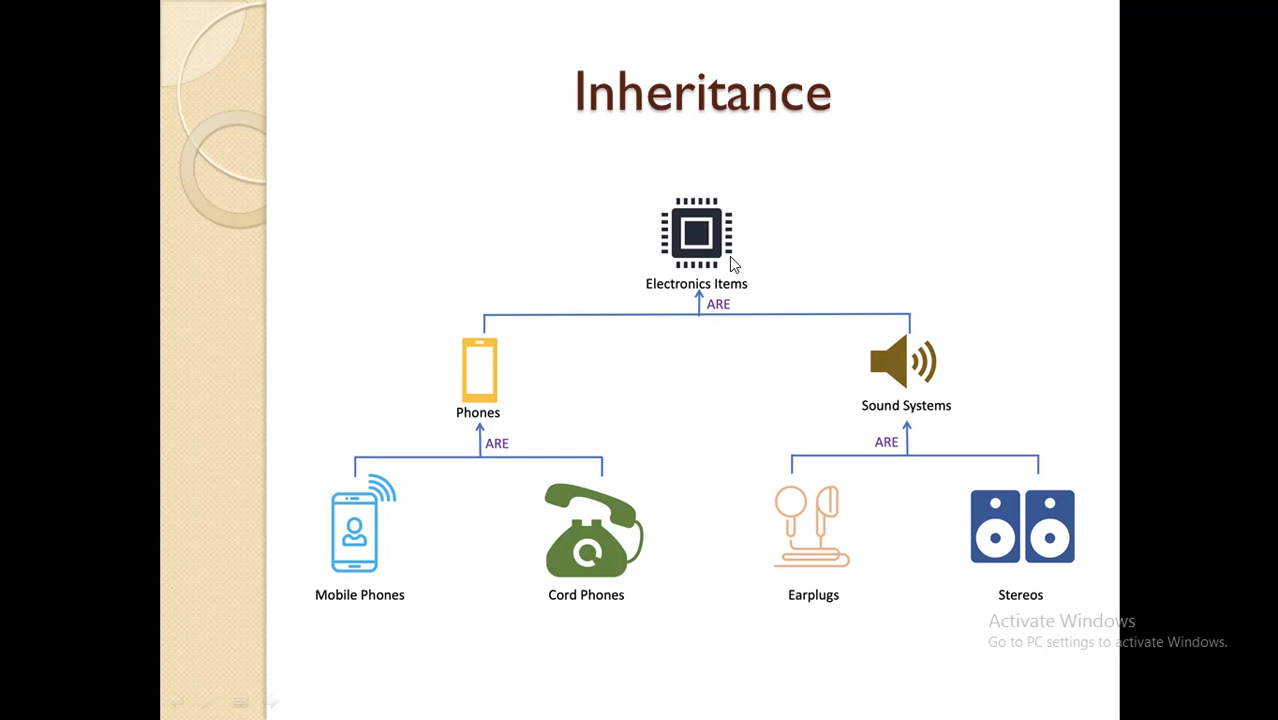 Inheritance
Electronics Items
ARE
Phones
Sound Systems
ARE
ARE
Mobile Phones
Cord Phones
Earplugs
Stereos
Activate Windows
Go to PC settings to activate Windows.